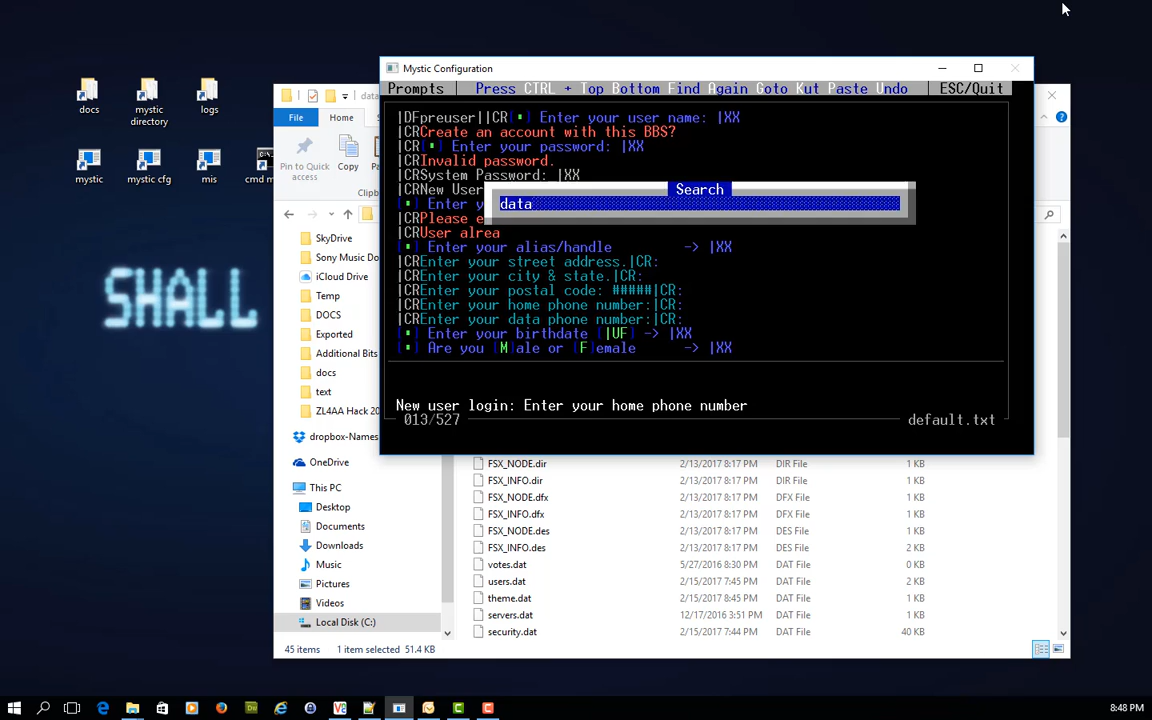 docs
mystic directory
logs
mystic
mystic cfg
mis
cmd
SHALL
data
File
Home
Pin to Quick access
Copy
Clipb
SkyDrive
Sony Music Do
iCloud Drive
Temp
DOCS
Exported
Additional Bits
docs
text
ZL4AA Hack 20
dropbox-Names
OneDrive
This PC
Desktop
Documents
Downloads
Music
Pictures
Videos
Local Disk (C:)
45 items 1 item selected 51.4 KB
Mystic Configuration
Prompts Press CTRL + Top Bottom Find Again Goto Kut Paste Undo ESC/Quit
|DFpreuser||CR[▪] Enter your user name: |XX
|CRCreate an account with this BBS?
|CR[▪] Enter your password: |XX
|CRInvalid password.
|CRSystem Password: |XX
|CRNew User
[▪] Enter y
|CRPlease e
|CRUser alrea
Search
data
[▪] Enter your alias/handle -> |XX
|CREnter your street address.|CR:
|CREnter your city & state.|CR:
|CREnter your postal code: #####|CR:
|CREnter your home phone number:|CR:
|CREnter your data phone number:|CR:
[▪] Enter your birthdate [|UF] -> |XX
[▪] Are you [M]ale or [F]emale -> |XX
New user login: Enter your home phone number
013/527 default.txt
FSX_NODE.dir 2/13/2017 8:17 PM DIR File 1 KB
FSX_INFO.dir 2/13/2017 8:17 PM DIR File 1 KB
FSX_NODE.dfx 2/13/2017 8:17 PM DFX File 1 KB
FSX_INFO.dfx 2/13/2017 8:17 PM DFX File 1 KB
FSX_NODE.des 2/13/2017 8:17 PM DES File 1 KB
FSX_INFO.des 2/13/2017 8:17 PM DES File 2 KB
votes.dat 5/27/2016 8:30 PM DAT File 0 KB
users.dat 2/15/2017 7:45 PM DAT File 2 KB
theme.dat 2/15/2017 8:45 PM DAT File 1 KB
servers.dat 12/17/2016 3:51 PM DAT File 1 KB
security.dat 2/15/2017 7:44 PM DAT File 40 KB
8:48 PM